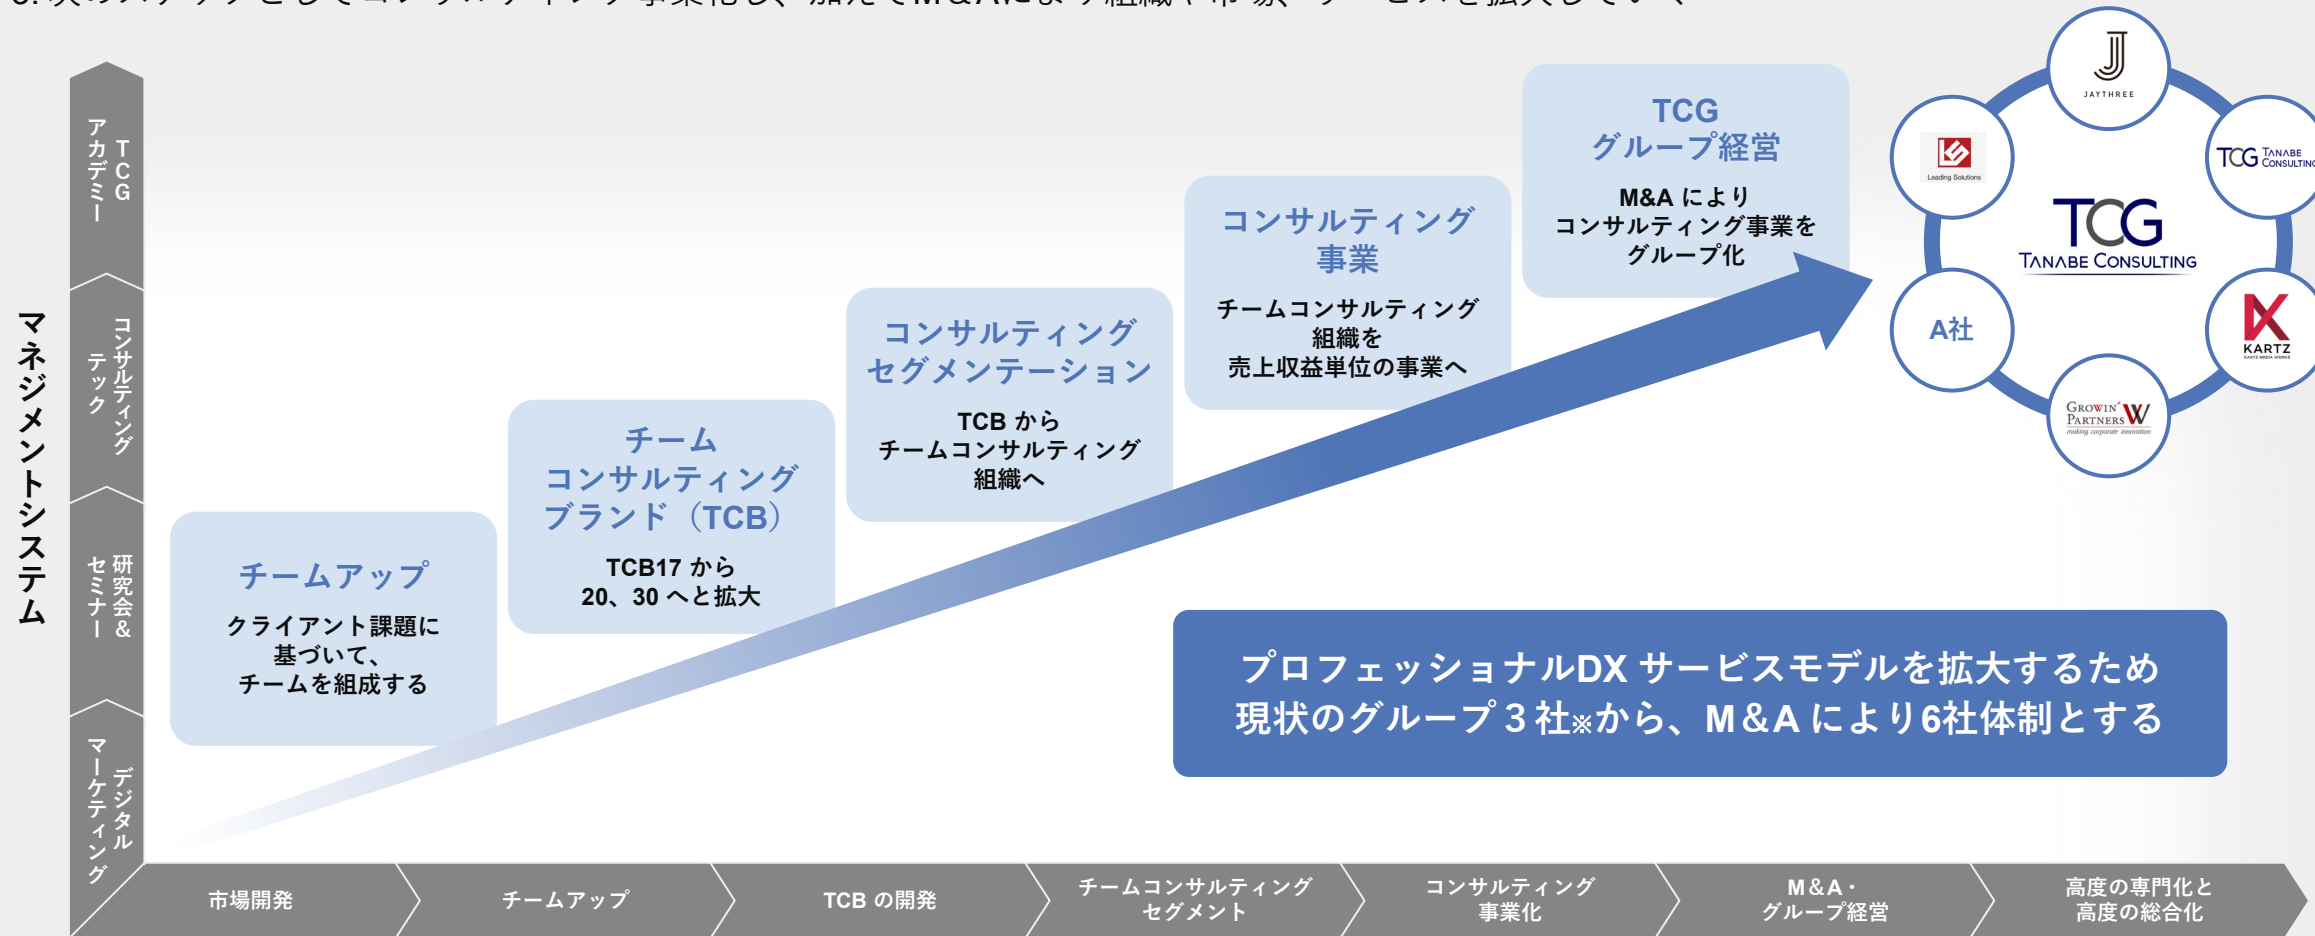 マネジメントシステム
TCG
アカデミー
コンサルティング
テック
研究会&
セミナー
デジタル
マーケティング
チームアップ
クライアント課題に
基づいて、
チームを組成する
チーム
コンサルティング
ブランド（TCB）
TCB17 から
20、30 へと拡大
コンサルティング
セグメンテーション
TCB から
チームコンサルティング
組織へ
コンサルティング
事業
チームコンサルティング
組織を
売上収益単位の事業へ
TCG
グループ経営
M&A により
コンサルティング事業を
グループ化
JAYTHREE
Leading Solutions
TCG TANABE
CONSULTING
TCG
TANABE CONSULTING
A社
KARTZ
KARTZ MEDIA WORKS
GROWIN'
PARTNERS
making corporate innovation
プロフェッショナルDX サービスモデルを拡大するため
現状のグループ３社※から、M＆A により6社体制とする
市場開発
チームアップ
TCB の開発
チームコンサルティング
セグメント
コンサルティング
事業化
M＆A・
グループ経営
高度の専門化と
高度の総合化